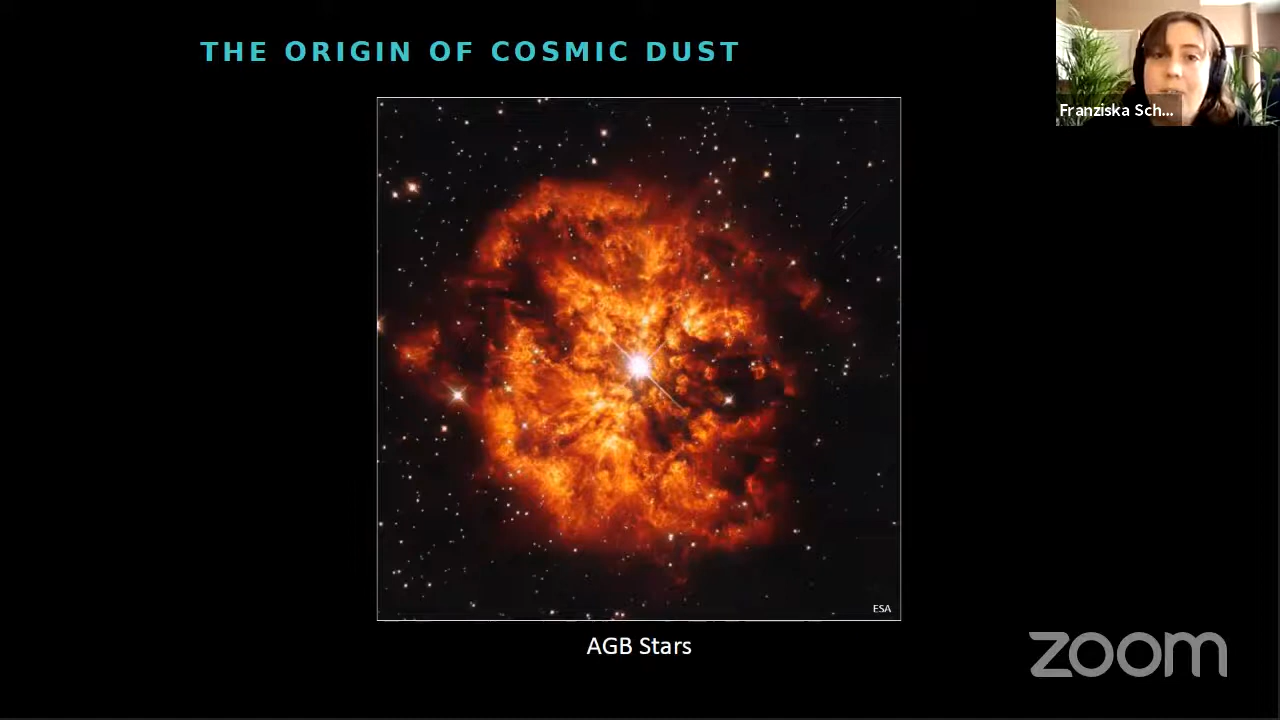 THE ORIGIN OF COSMIC DUST
Franziska Sch...
ESA
AGB Stars
zoom